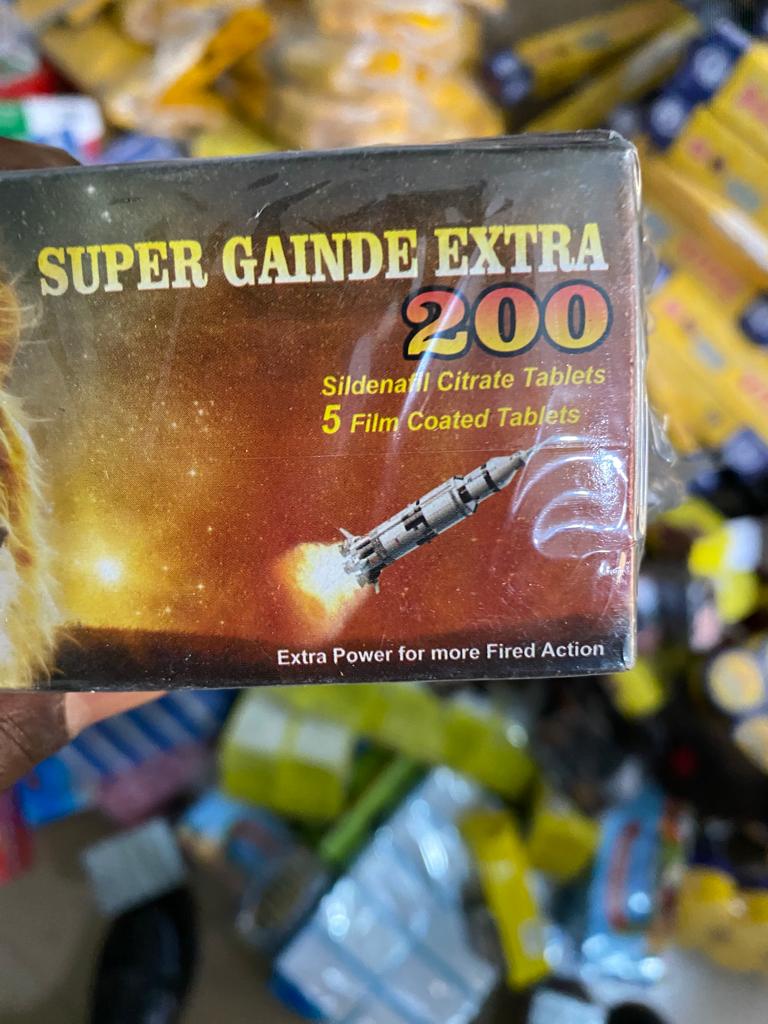 SUPER GAINDE EXTRA
200
Sildenafil Citrate Tablets
5 Film Coated Tablets
Extra Power for more Fired Action